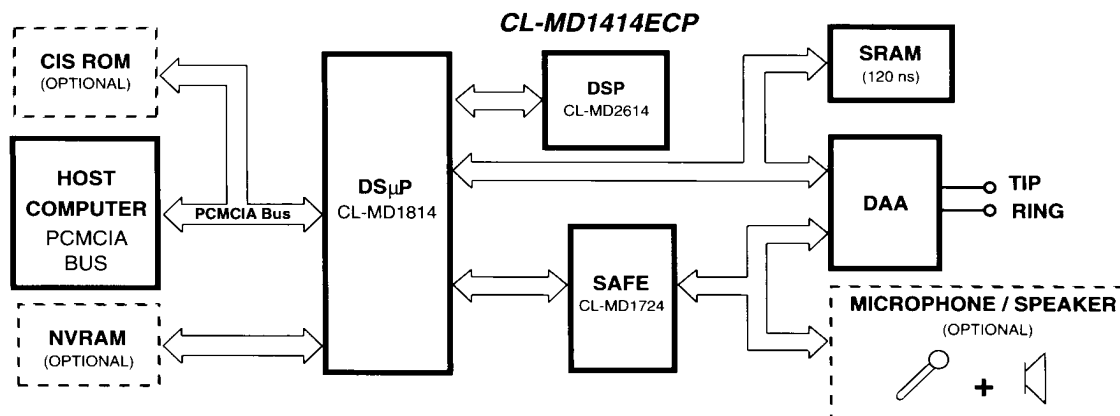 CL-MD1414ECP
CIS ROM
(OPTIONAL)
HOST
COMPUTER
PCMCIA
BUS
NVRAM
(OPTIONAL)
PCMCIA Bus
DSµP
CL-MD1814
DSP
CL-MD2614
SAFE
CL-MD1724
SRAM
(120 ns)
DAA
TIP
RING
MICROPHONE / SPEAKER
(OPTIONAL)
+